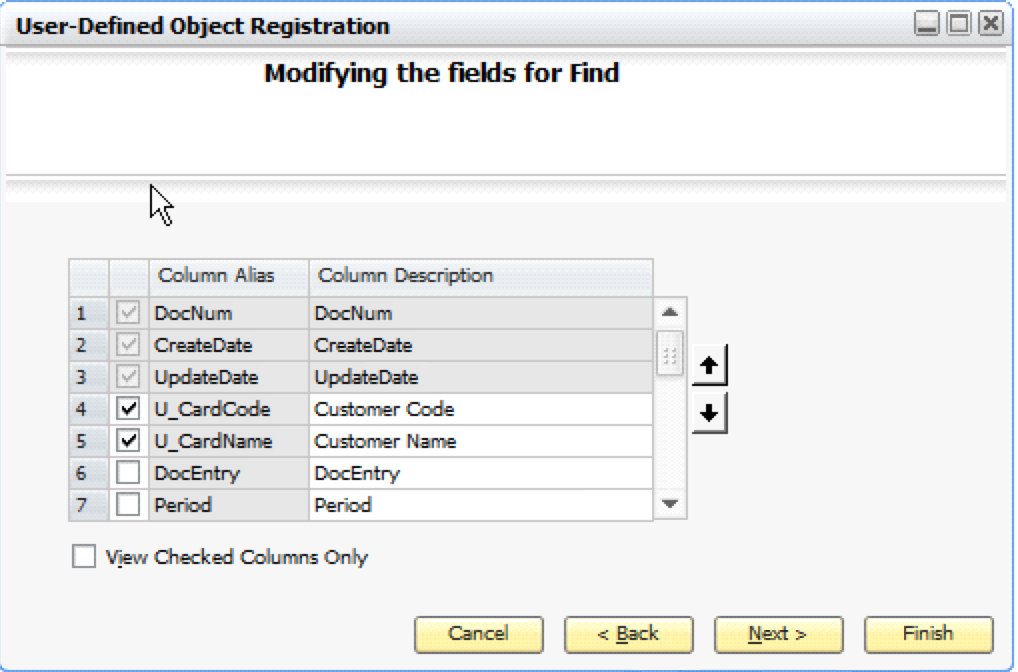 User-Defined Object Registration
Modifying the fields for Find
Column Alias Column Description
1 DocNum DocNum
2 CreateDate CreateDate
3 UpdateDate UpdateDate
4 U_CardCode Customer Code
5 U_CardName Customer Name
6 DocEntry DocEntry
7 Period Period
View Checked Columns Only
Cancel < Back Next > Finish